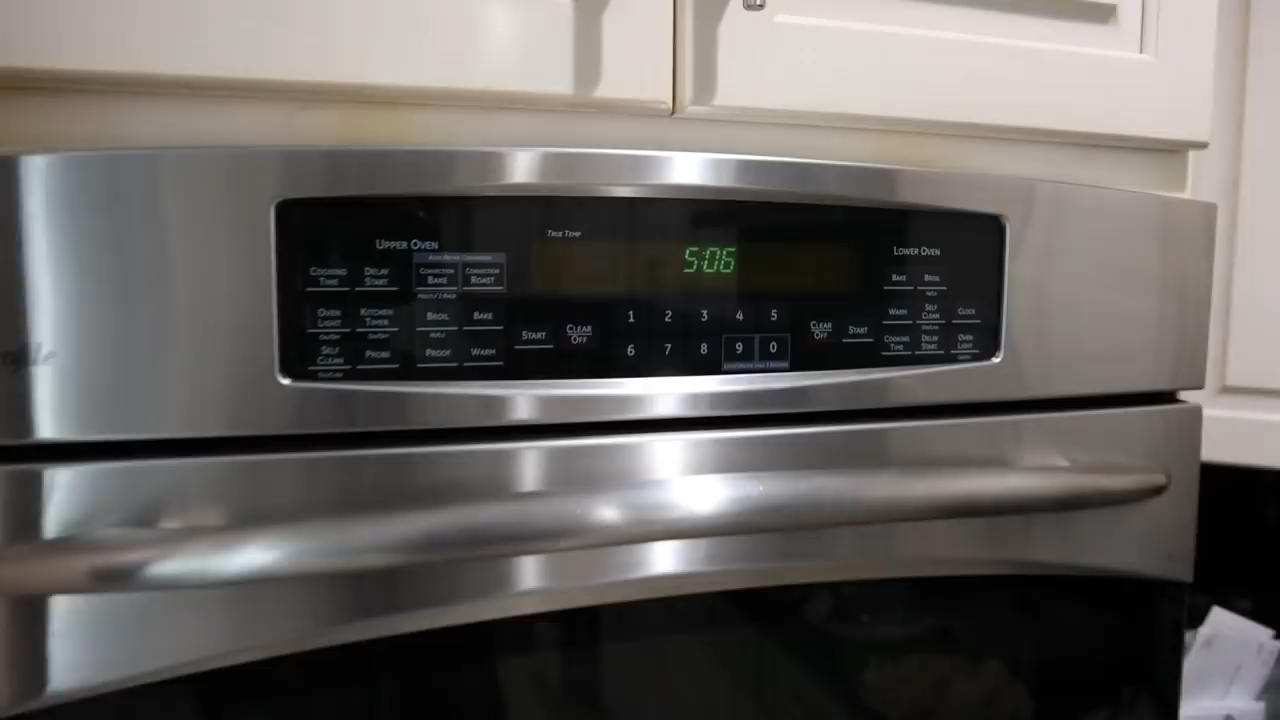 TRUE TEMP
5:06
UPPER OVEN
COOKING TIME
DELAY START
CONVECTION BAKE
CONVECTION ROAST
OVEN LIGHT
KITCHEN TIMER
BROIL
BAKE
SELF CLEAN
PROBE
PROOF
WARM
START
CLEAR OFF
1 2 3 4 5
6 7 8 9 0
CLEAR OFF
START
LOWER OVEN
BAKE
BROIL
WARM
SELF CLEAN
CLOCK
COOKING TIME
DELAY START
OVEN LIGHT